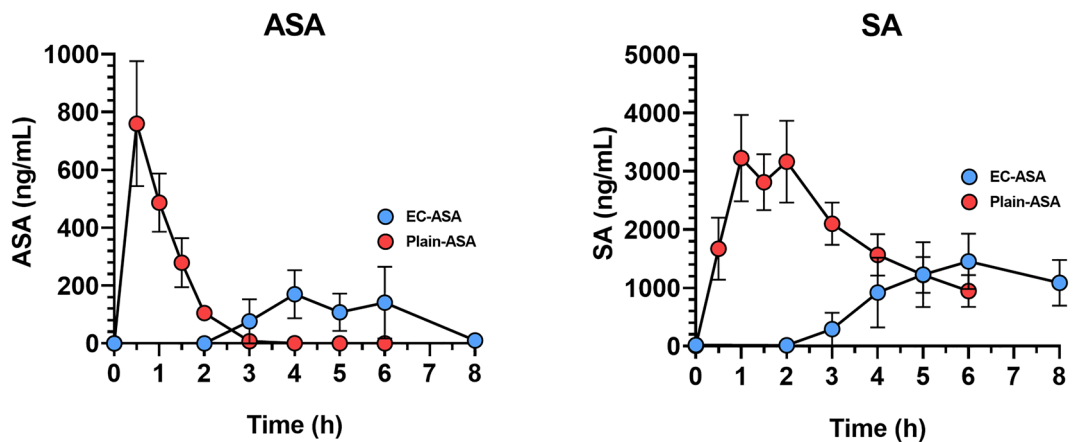 ASA
1000
800
600
400
200
0
ASA (ng/mL)
EC-ASA
Plain-ASA
0 1 2 3 4 5 6 7 8
Time (h)
SA
5000
4000
3000
2000
1000
0
SA (ng/mL)
EC-ASA
Plain-ASA
0 1 2 3 4 5 6 7 8
Time (h)